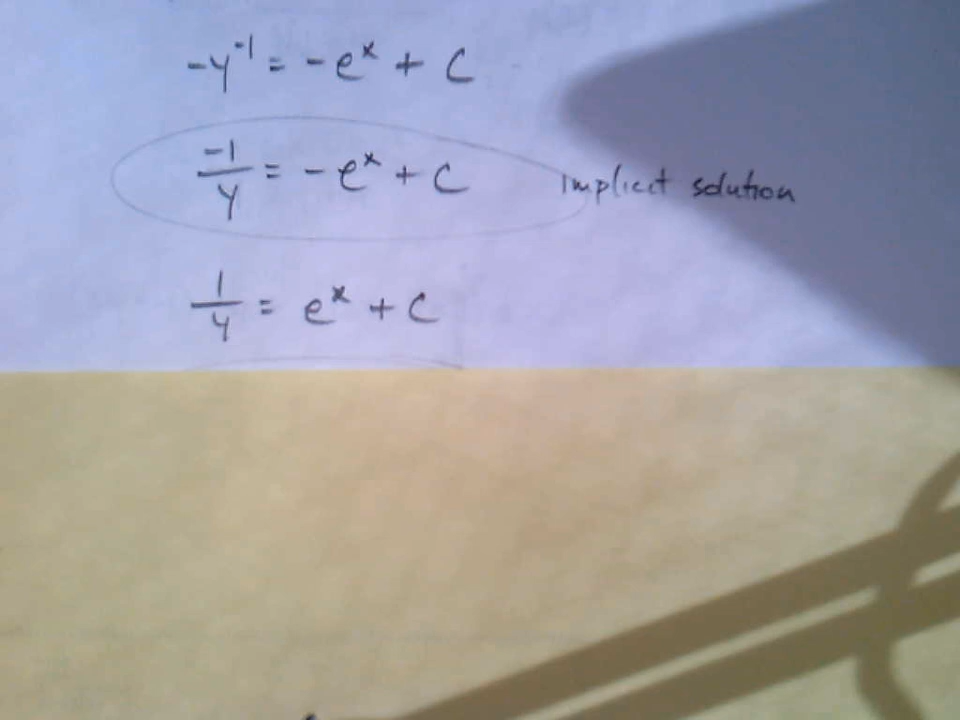 -y⁻¹ = -eˣ + C
-1/y = -eˣ + C implicit solution
1/y = eˣ + C